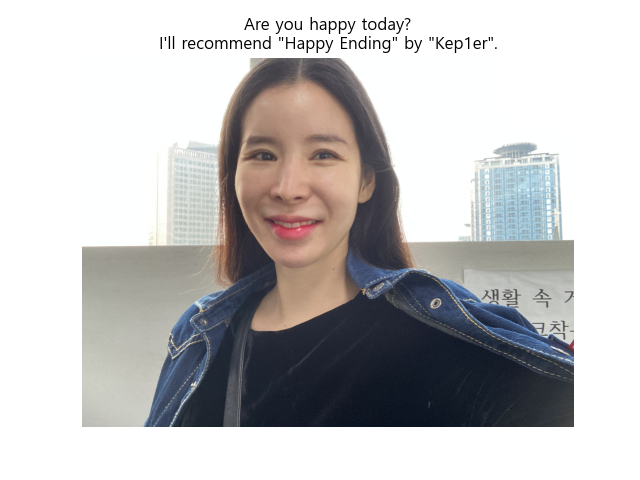 Are you happy today?
I'll recommend "Happy Ending" by "Kep1er".
생활 속